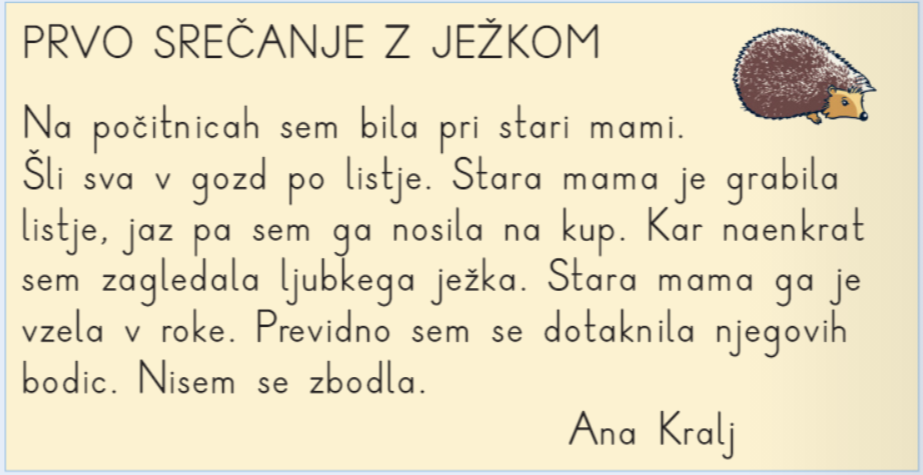 PRVO SREČANJE Z JEŽKOM
Na počitnicah sem bila pri stari mami.
Šli sva v gozd po listje. Stara mama je grabila
listje, jaz pa sem ga nosila na kup. Kar naenkrat
sem zagledala ljubkega ježka. Stara mama ga je
vzela v roke. Previdno sem se dotaknila njegovih
bodic. Nisem se zbodla.
Ana Kralj